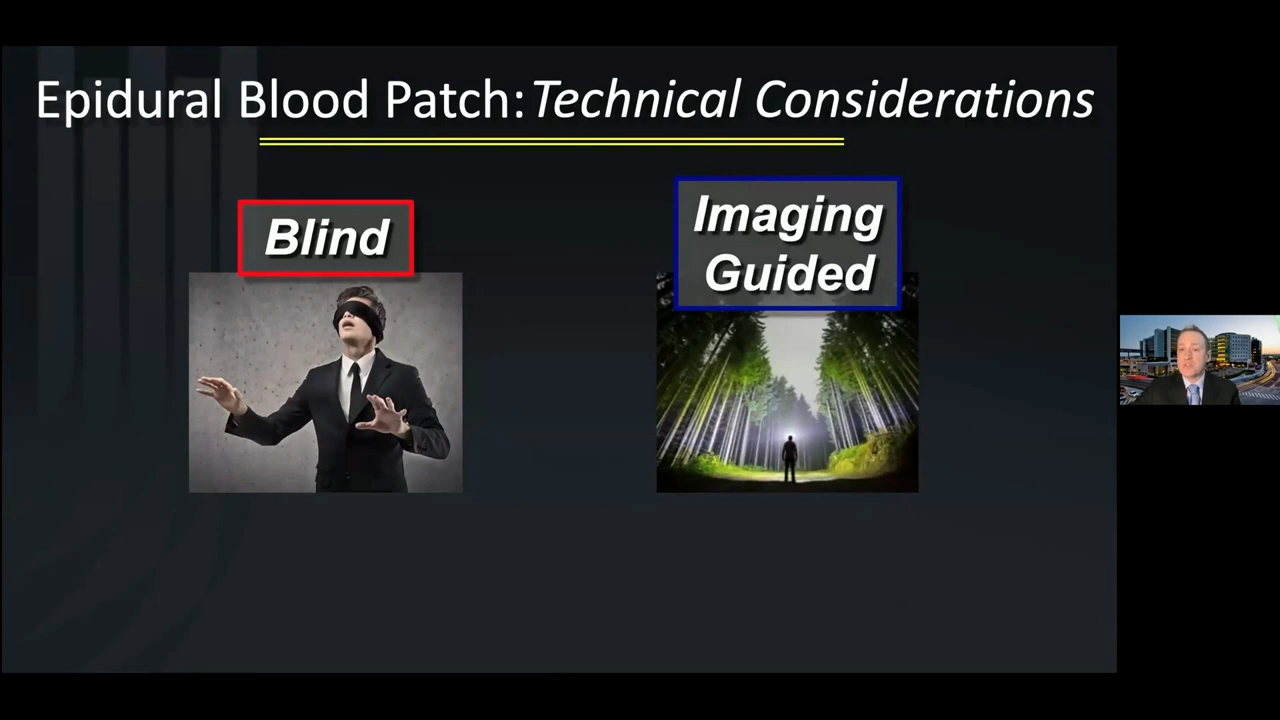 Epidural Blood Patch: Technical Considerations
Blind
Imaging
Guided